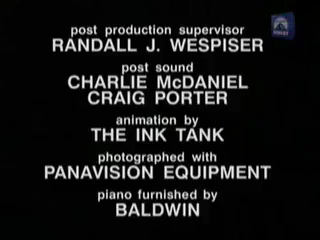 post production supervisor
RANDALL J. WESPISER
post sound
CHARLIE McDANIEL
CRAIG PORTER
animation by
THE INK TANK
photographed with
PANAVISION EQUIPMENT
piano furnished by
BALDWIN